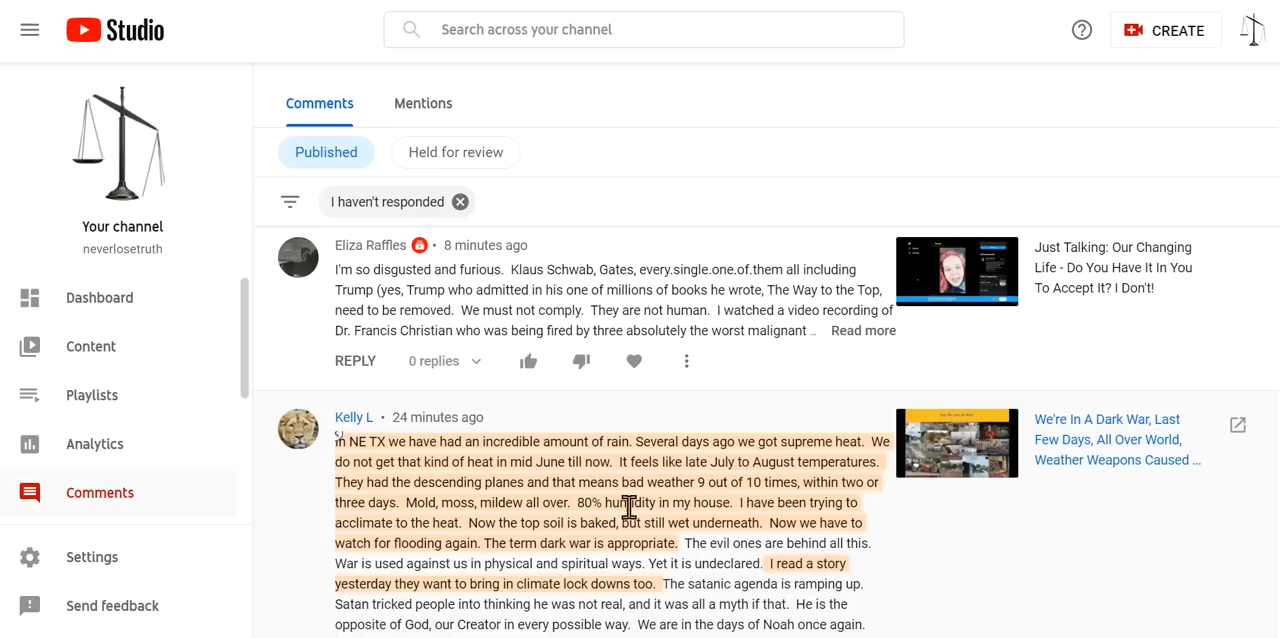 Studio
Search across your channel
CREATE
Your channel
neverlosetruth
Dashboard
Content
Playlists
Analytics
Comments
Settings
Send feedback
Comments
Mentions
Published
Held for review
I haven't responded
Eliza Raffles • 8 minutes ago
I'm so disgusted and furious. Klaus Schwab, Gates, every.single.one.of.them all including
Trump (yes, Trump who admitted in his one of millions of books he wrote, The Way to the Top,
need to be removed. We must not comply. They are not human. I watched a video recording of
Dr. Francis Christian who was being fired by three absolutely the worst malignant ... Read more
REPLY
0 replies
Just Talking: Our Changing
Life - Do You Have It In You
To Accept It? I Don't!
Kelly L • 24 minutes ago
In NE TX we have had an incredible amount of rain. Several days ago we got supreme heat. We
do not get that kind of heat in mid June till now. It feels like late July to August temperatures.
They had the descending planes and that means bad weather 9 out of 10 times, within two or
three days. Mold, moss, mildew all over. 80% humidity in my house. I have been trying to
acclimate to the heat. Now the top soil is baked, but still wet underneath. Now we have to
watch for flooding again. The term dark war is appropriate. The evil ones are behind all this.
War is used against us in physical and spiritual ways. Yet it is undeclared. I read a story
yesterday they want to bring in climate lock downs too. The satanic agenda is ramping up.
Satan tricked people into thinking he was not real, and it was all a myth if that. He is the
opposite of God, our Creator in every possible way. We are in the days of Noah once again.
We're In A Dark War, Last
Few Days, All Over World,
Weather Weapons Caused ...